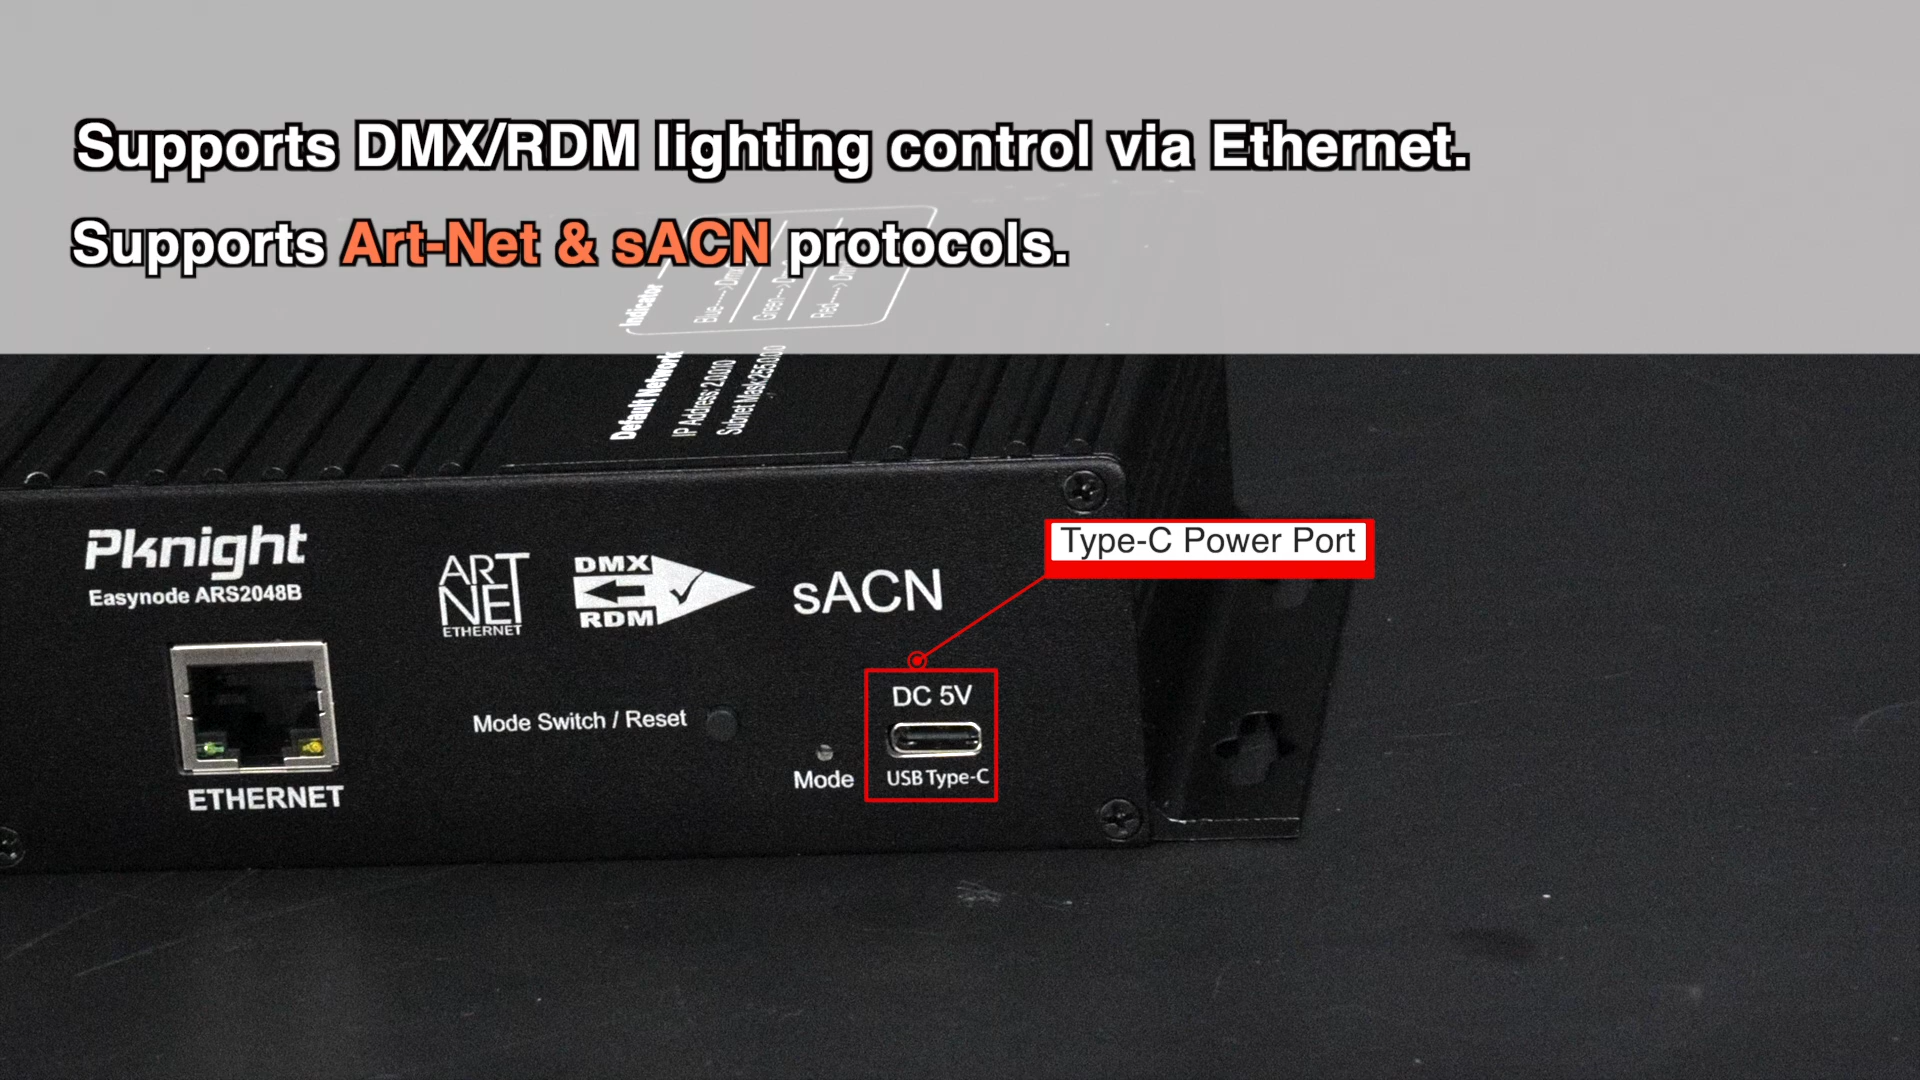 Supports DMX/RDM lighting control via Ethernet.
Supports Art-Net & sACN protocols.
Indicator
Default Network
IP Address: 2.0.0.10
Subnet Mask:255.0.0.0
Pknight
Easynode ARS2048B
ART
NET
ETHERNET
DMX
RDM
sACN
Type-C Power Port
Mode Switch / Reset
Mode
DC 5V
USB Type-C
ETHERNET